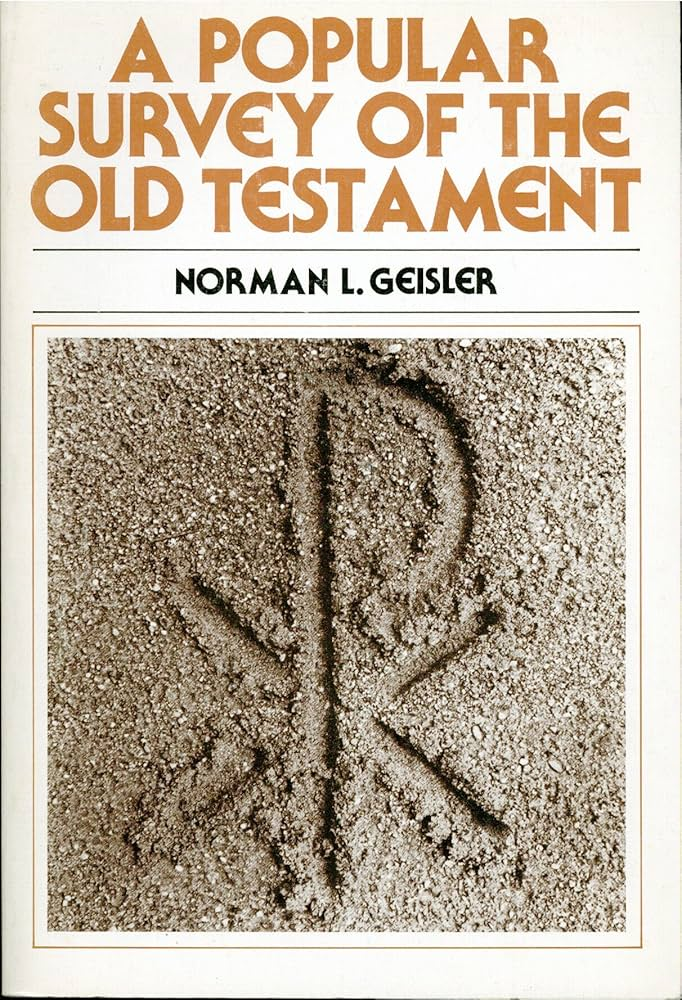 A POPULAR
SURVEY OF THE
OLD TESTAMENT
NORMAN L. GEISLER